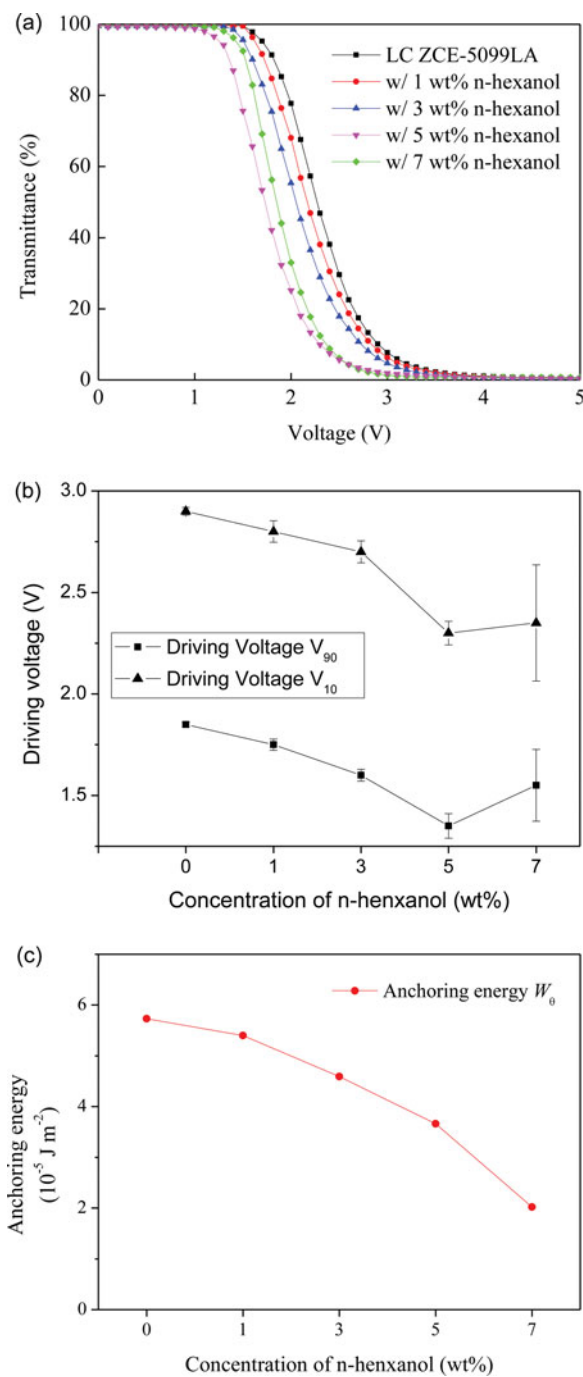 (a)
100
80
60
40
20
0
Transmittance (%)
LC ZCE-5099LA
w/ 1 wt% n-hexanol
w/ 3 wt% n-hexanol
w/ 5 wt% n-hexanol
w/ 7 wt% n-hexanol
0 1 2 3 4 5
Voltage (V)
(b)
3.0
2.5
2.0
1.5
Driving voltage (V)
Driving Voltage V90
Driving Voltage V10
0 1 3 5 7
Concentration of n-henxanol (wt%)
(c)
6
4
2
0
Anchoring energy
(10-5 J m-2)
Anchoring energy Wθ
0 1 3 5 7
Concentration of n-henxanol (wt%)